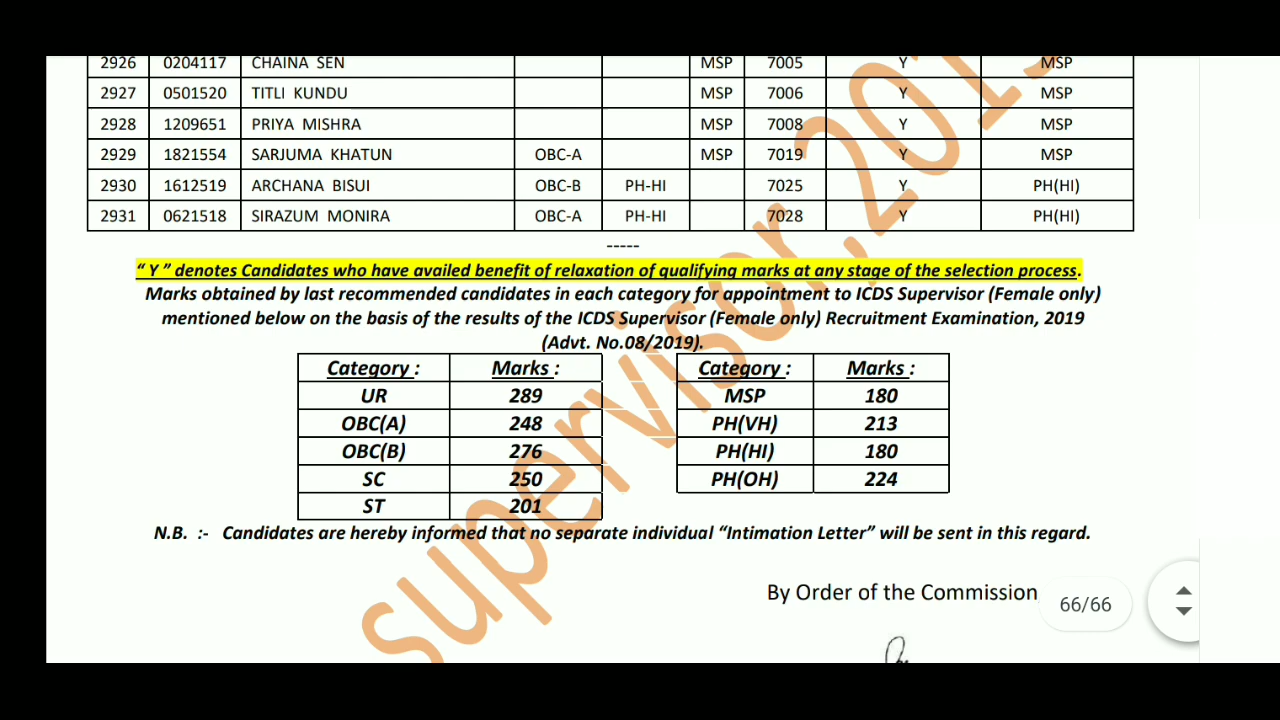 2926 0204117 CHAINA SEN MSP 7005 Y MSP
2927 0501520 TITLI KUNDU MSP 7006 Y MSP
2928 1209651 PRIYA MISHRA MSP 7008 Y MSP
2929 1821554 SARJUMA KHATUN OBC-A MSP 7019 Y MSP
2930 1612519 ARCHANA BISUI OBC-B PH-HI 7025 Y PH(HI)
2931 0621518 SIRAZUM MONIRA OBC-A PH-HI 7028 Y PH(HI)
-----
“ Y ” denotes Candidates who have availed benefit of relaxation of qualifying marks at any stage of the selection process.
Marks obtained by last recommended candidates in each category for appointment to ICDS Supervisor (Female only)
mentioned below on the basis of the results of the ICDS Supervisor (Female only) Recruitment Examination, 2019
(Advt. No.08/2019).
Category : Marks :
UR 289
OBC(A) 248
OBC(B) 276
SC 250
ST 201
Category : Marks :
MSP 180
PH(VH) 213
PH(HI) 180
PH(OH) 224
N.B. :- Candidates are hereby informed that no separate individual “Intimation Letter” will be sent in this regard.
By Order of the Commission
66/66
supervisor,201